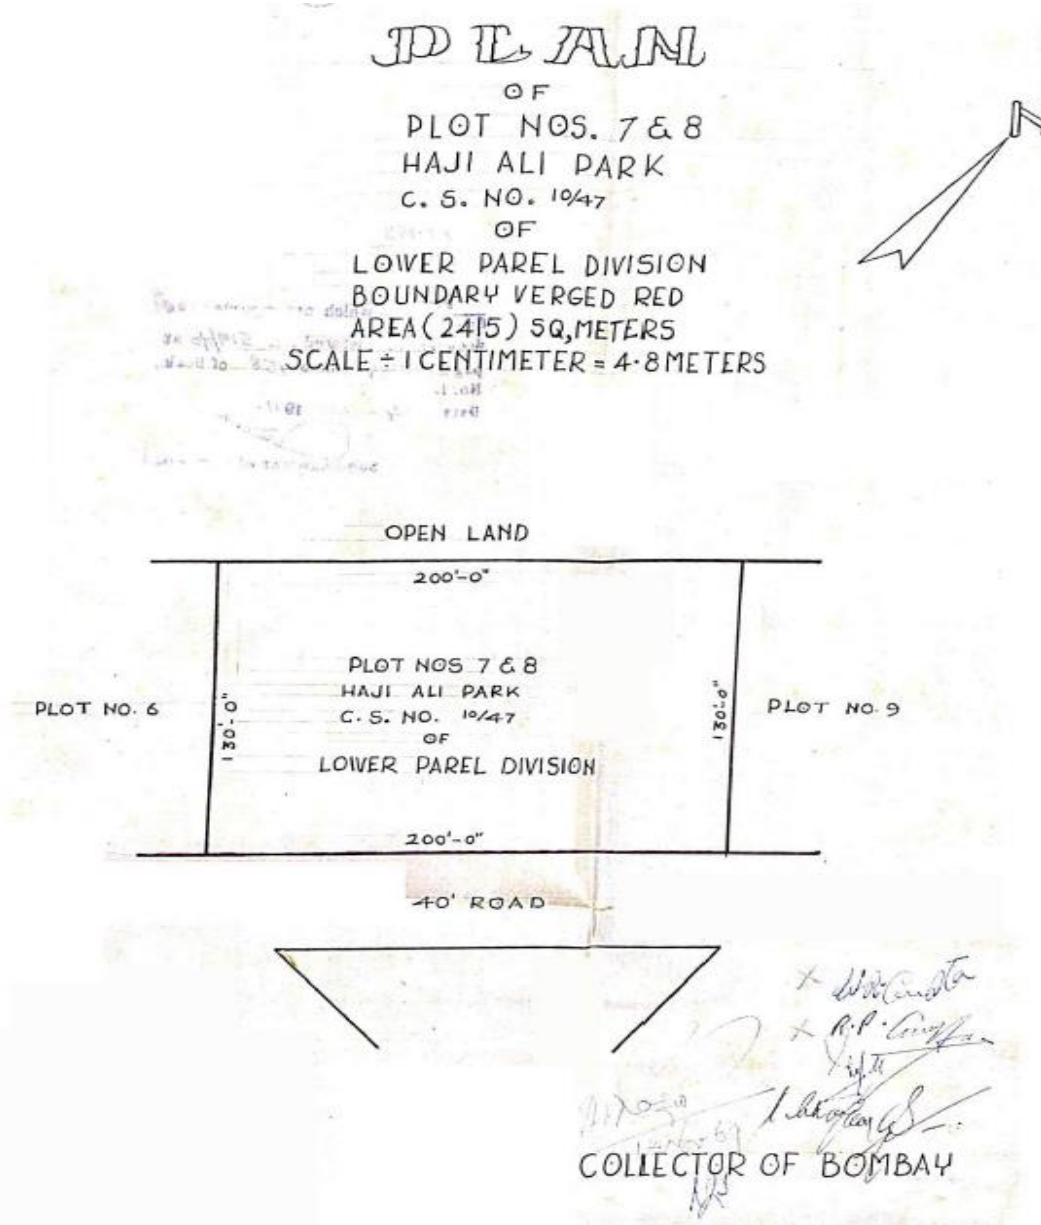 PLAN
OF
PLOT NOS. 7 & 8
HAJI ALI PARK
C. S. NO. 10/47
OF
LOWER PAREL DIVISION
BOUNDARY VERGED RED
AREA (2415) SQ,METERS
SCALE ÷ 1 CENTIMETER = 4·8 METERS
N
OPEN LAND
200'-0"
PLOT NO. 6
130'-0"
PLOT NOS 7 & 8
HAJI ALI PARK
C. S. NO. 10/47
OF
LOWER PAREL DIVISION
130'-0"
PLOT NO. 9
200'-0"
40' ROAD
R.P.
COLLECTOR OF BOMBAY